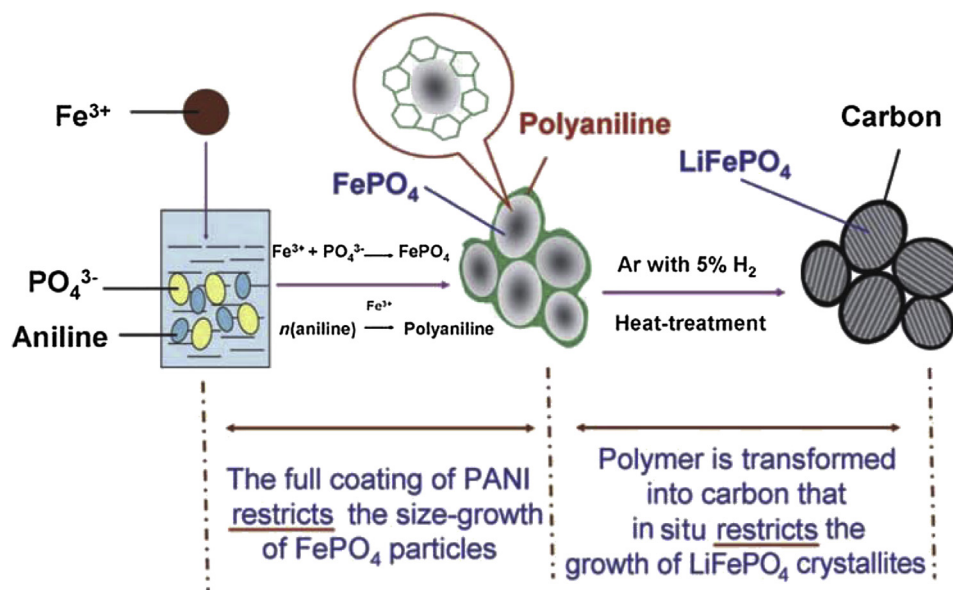 Fe³⁺
PO₄³⁻
Aniline
Fe³⁺ + PO₄³⁻ → FePO₄
Fe³⁺
n(aniline) → Polyaniline
FePO₄
Polyaniline
Ar with 5% H₂
Heat-treatment
LiFePO₄
Carbon
The full coating of PANI
restricts the size-growth
of FePO₄ particles
Polymer is transformed
into carbon that
in situ restricts the
growth of LiFePO₄ crystallites